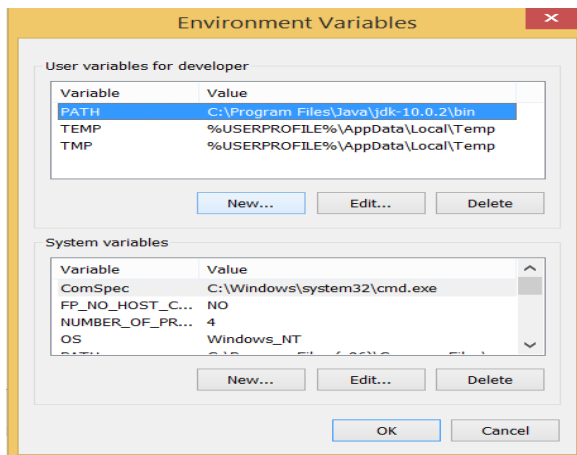 Environment Variables
User variables for developer
Variable Value
PATH C:\Program Files\Java\jdk-10.0.2\bin
TEMP %USERPROFILE%\AppData\Local\Temp
TMP %USERPROFILE%\AppData\Local\Temp
New... Edit... Delete
System variables
Variable Value
ComSpec C:\Windows\system32\cmd.exe
FP_NO_HOST_C... NO
NUMBER_OF_PR... 4
OS Windows_NT
New... Edit... Delete
OK Cancel